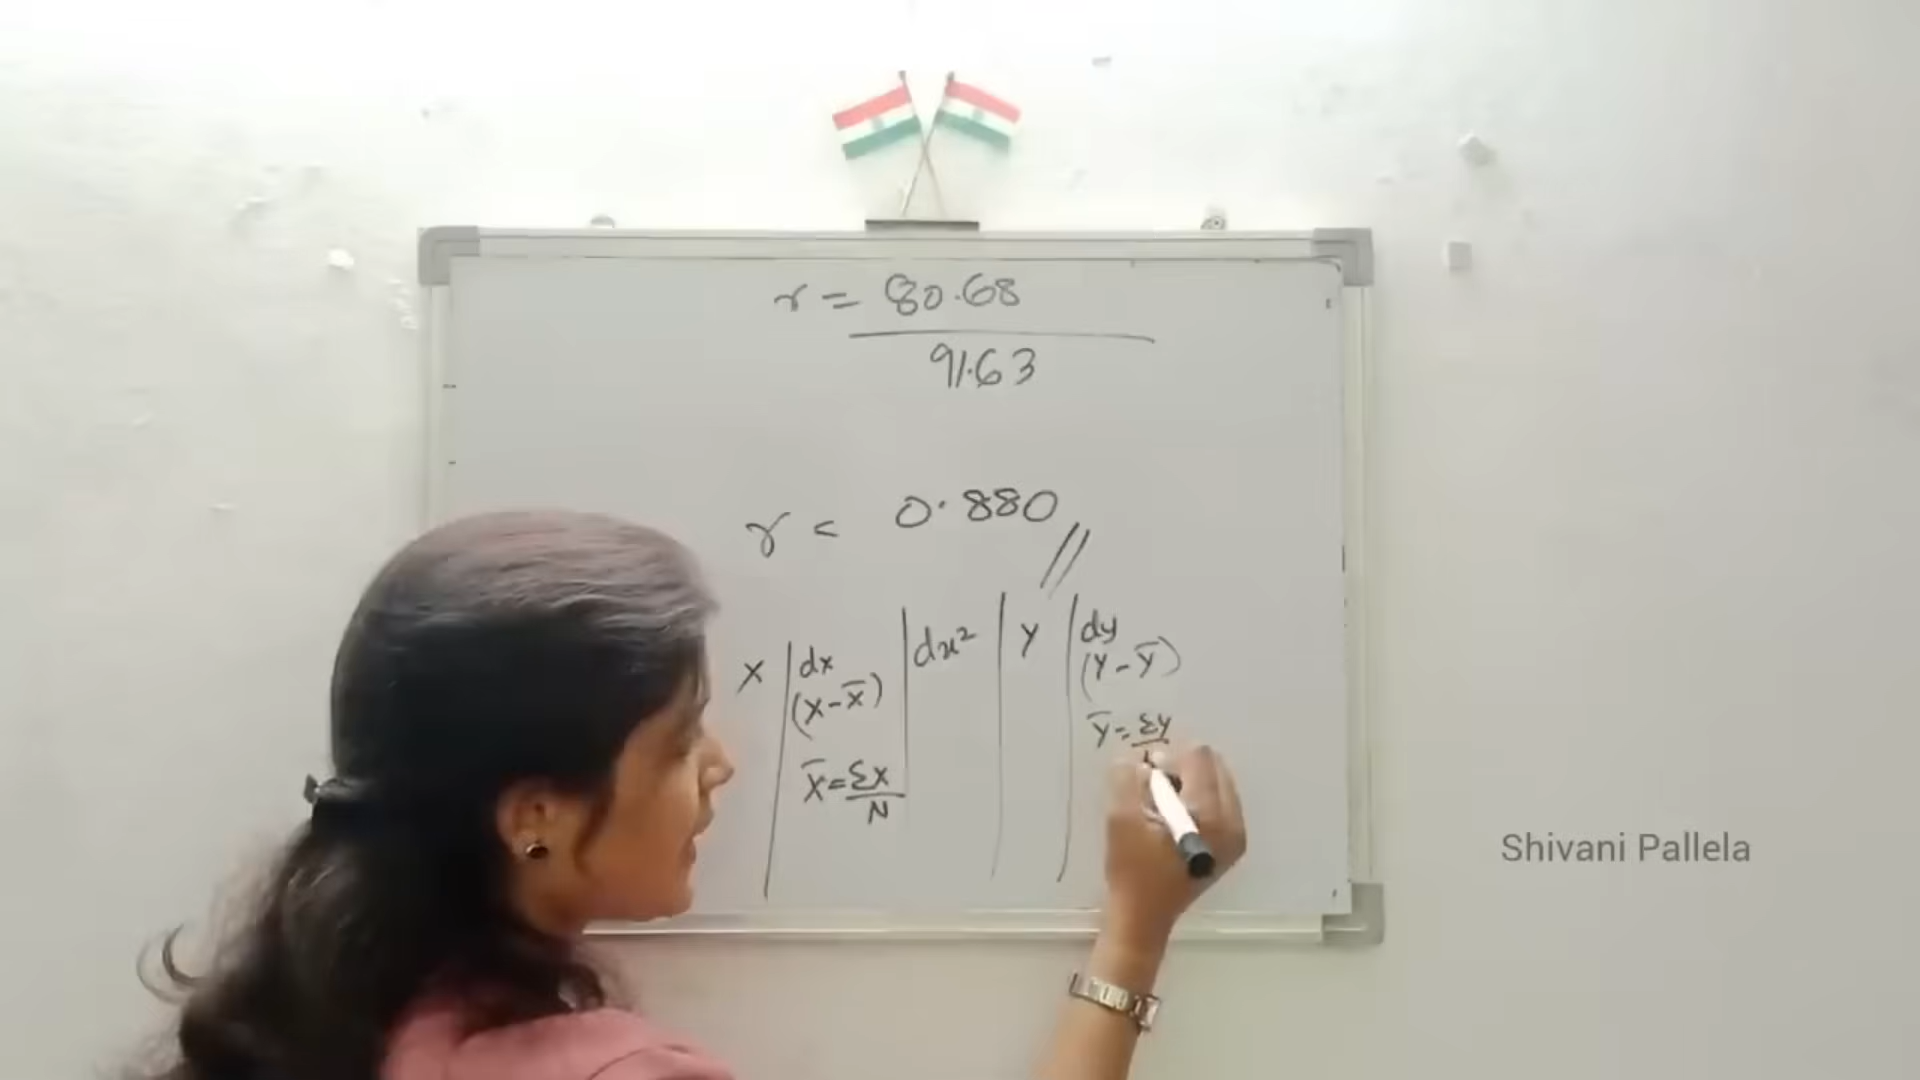 r = 80.68
91.63
r = 0.880
X | dx | dx² | Y | dy
(X-X̅) (Y-Y̅)
X̅=Σx
N
Y̅=Σy
Shivani Pallela